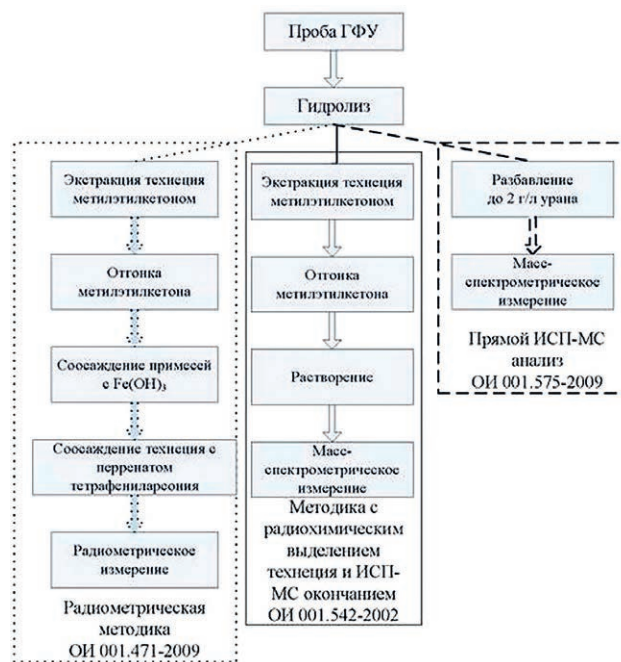 Проба ГФУ
Гидролиз
Экстракция технеция
метилэтилкетоном
Отгонка
метилэтилкетона
Соосаждение примесей
с Fe(OH)₃
Соосаждение технеция с
перренатом
тетрафениларсония
Радиометрическое
измерение
Радиометрическая
методика
ОИ 001.471-2009
Экстракция технеция
метилэтилкетоном
Отгонка
метилэтилкетона
Растворение
Масс-
спектрометрическое
измерение
Методика с
радиохимическим
выделением
технеция и ИСП-
МС окончанием
ОИ 001.542-2002
Разбавление
до 2 г/л урана
Масс-
спектрометрическое
измерение
Прямой ИСП-МС
анализ
ОИ 001.575-2009